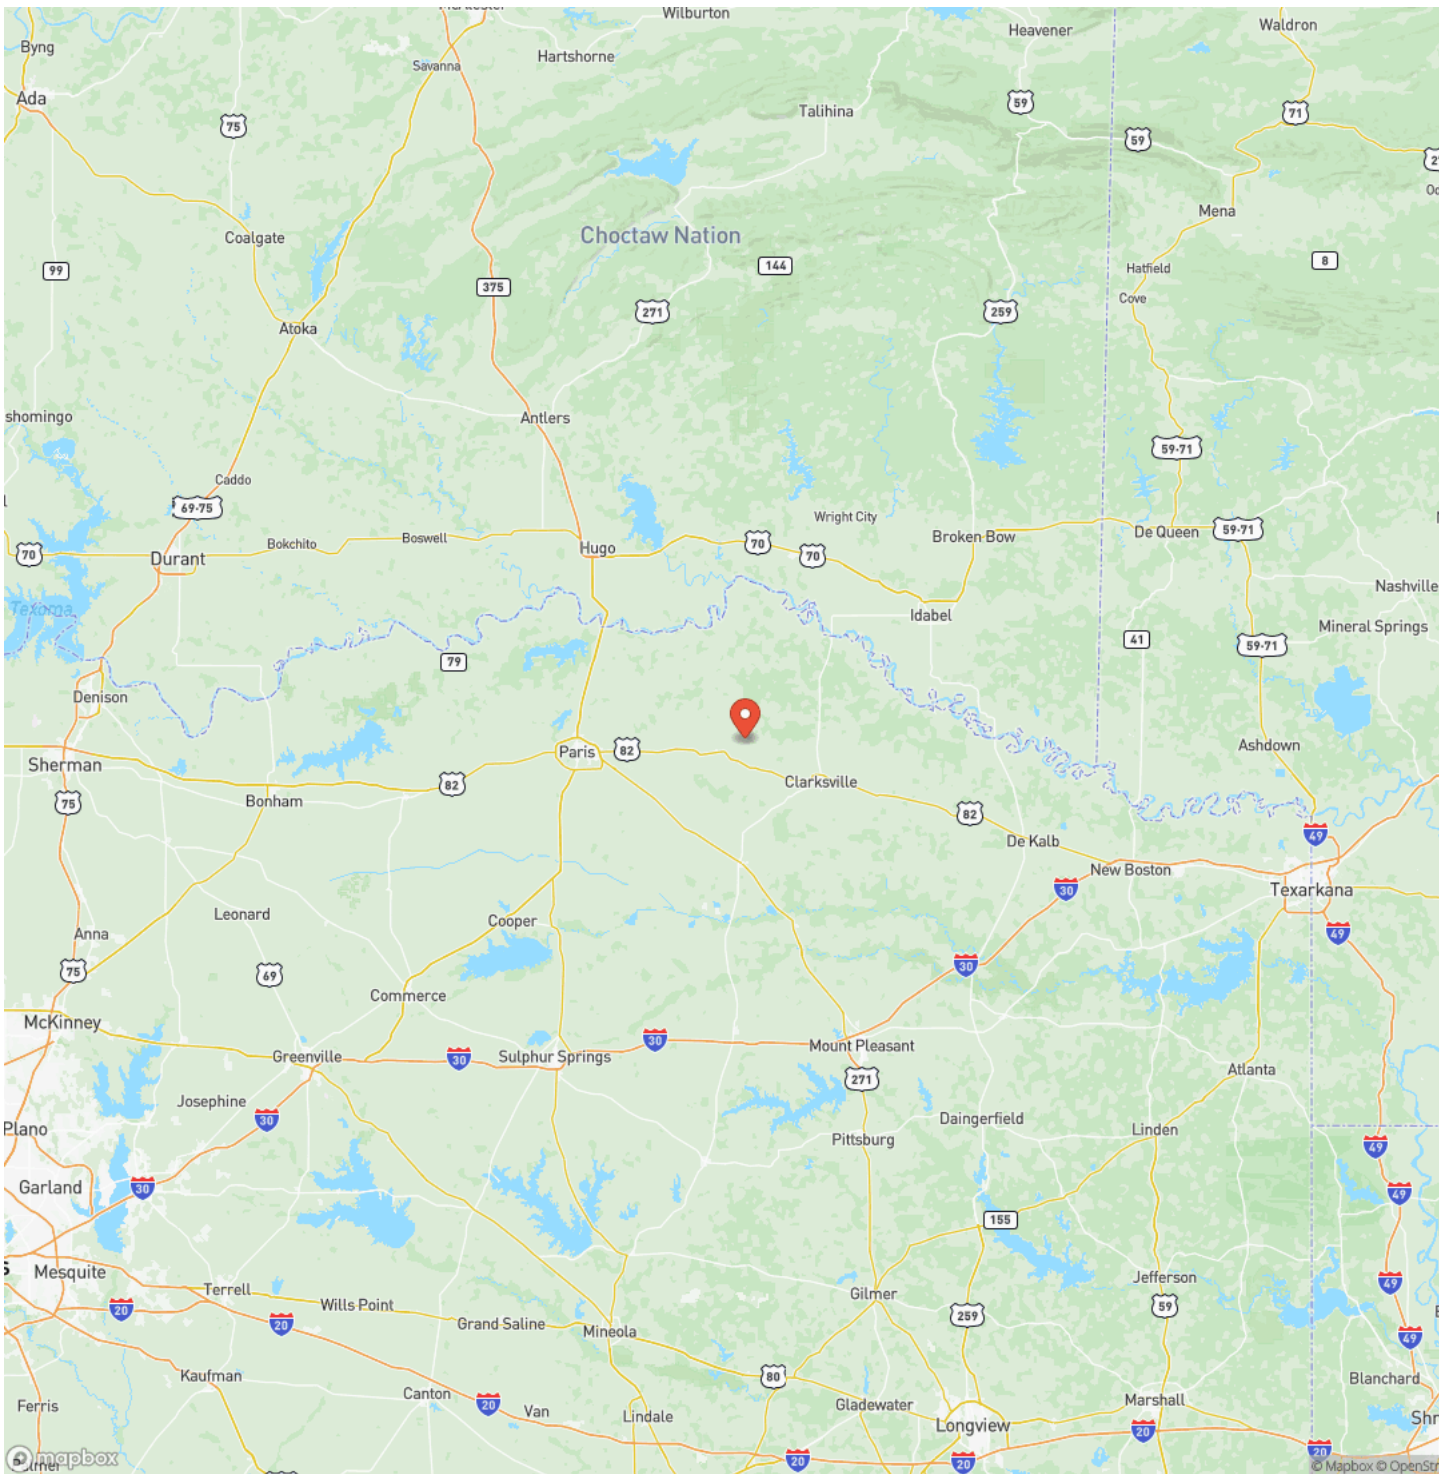 McAlester
Wilburton
Waldron
Byng
Hartshorne
Heavener
Savanna
Ada
75
Talihina
59
71
59
Mena
Choctaw Nation
Coalgate
144
8
99
Hatfield
375
Cove
271
259
Atoka
Antlers
shomingo
59-71
Caddo
69-75
Wright City
Broken Bow
De Queen
59-71
Boswell
Bokchito
Hugo
70
70
70
Durant
Nashville
Texoma
Idabel
Mineral Springs
41
59-71
79
Denison
Paris
82
Ashdown
Sherman
82
Clarksville
75
Bonham
82
De Kalb
49
New Boston
30
Texarkana
Leonard
Cooper
Anna
49
75
69
30
Commerce
McKinney
Greenville
30
Sulphur Springs
30
Mount Pleasant
271
Atlanta
Josephine
30
Daingerfield
Plano
Pittsburg
Linden
49
Garland
30
49
155
s
Mesquite
Terrell
Gilmer
Jefferson
49
20
20
Wills Point
Grand Saline
Mineola
259
59
49
Kaufman
80
Blanchard
Ferris
Canton
20
Van
Lindale
Gladewater
Longview
Marshall
20
Shr
20
20
20
mapbox
© Mapbox © OpenStr